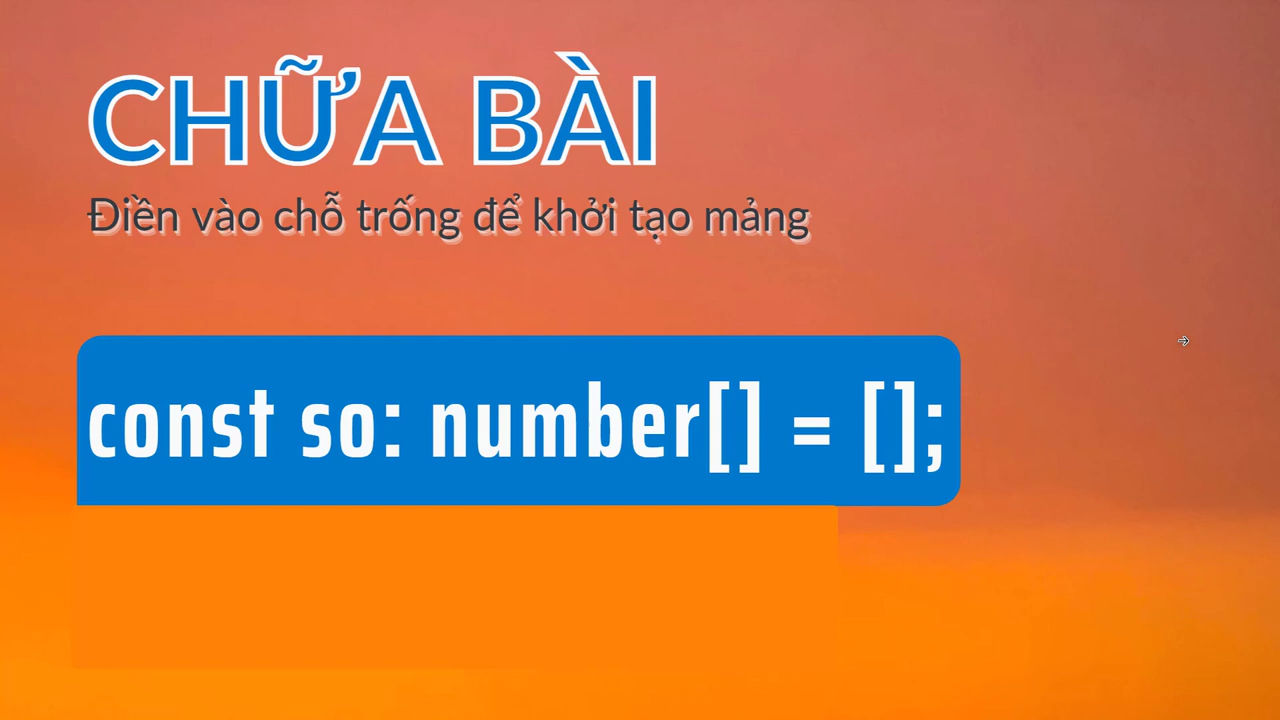 CHỮA BÀI
Điền vào chỗ trống để khởi tạo mảng
const so: number[] = [];